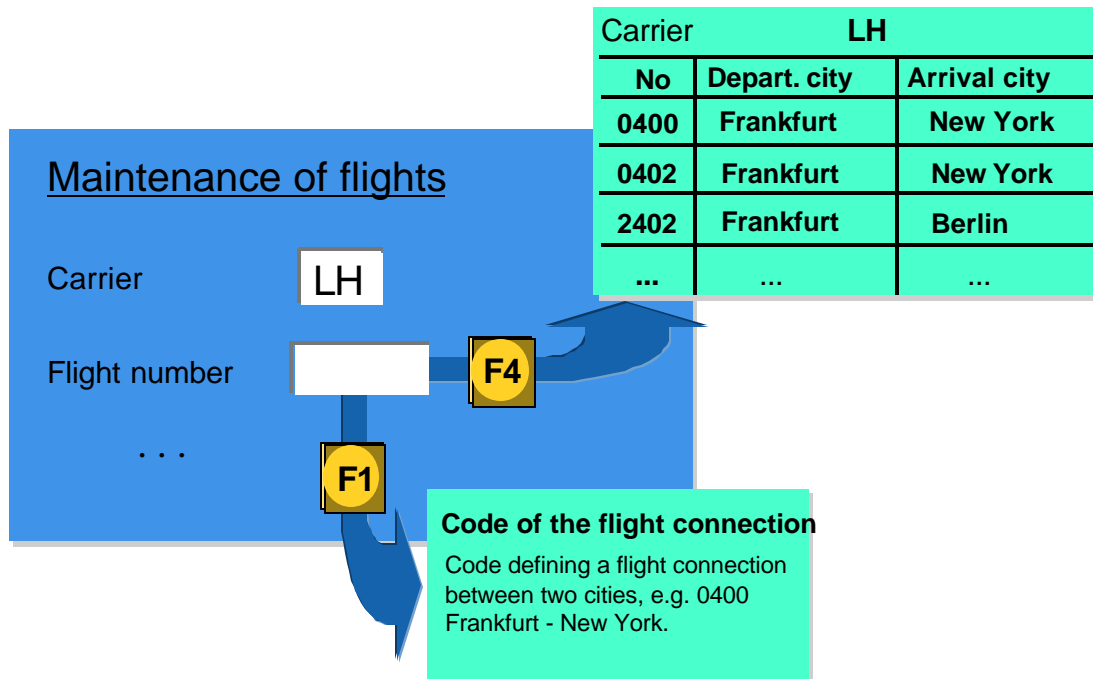 Carrier LH
No Depart. city Arrival city
0400 Frankfurt New York
0402 Frankfurt New York
2402 Frankfurt Berlin
... ... ...
Maintenance of flights
Carrier LH
Flight number F4
. . .
F1
Code of the flight connection
Code defining a flight connection
between two cities, e.g. 0400
Frankfurt - New York.